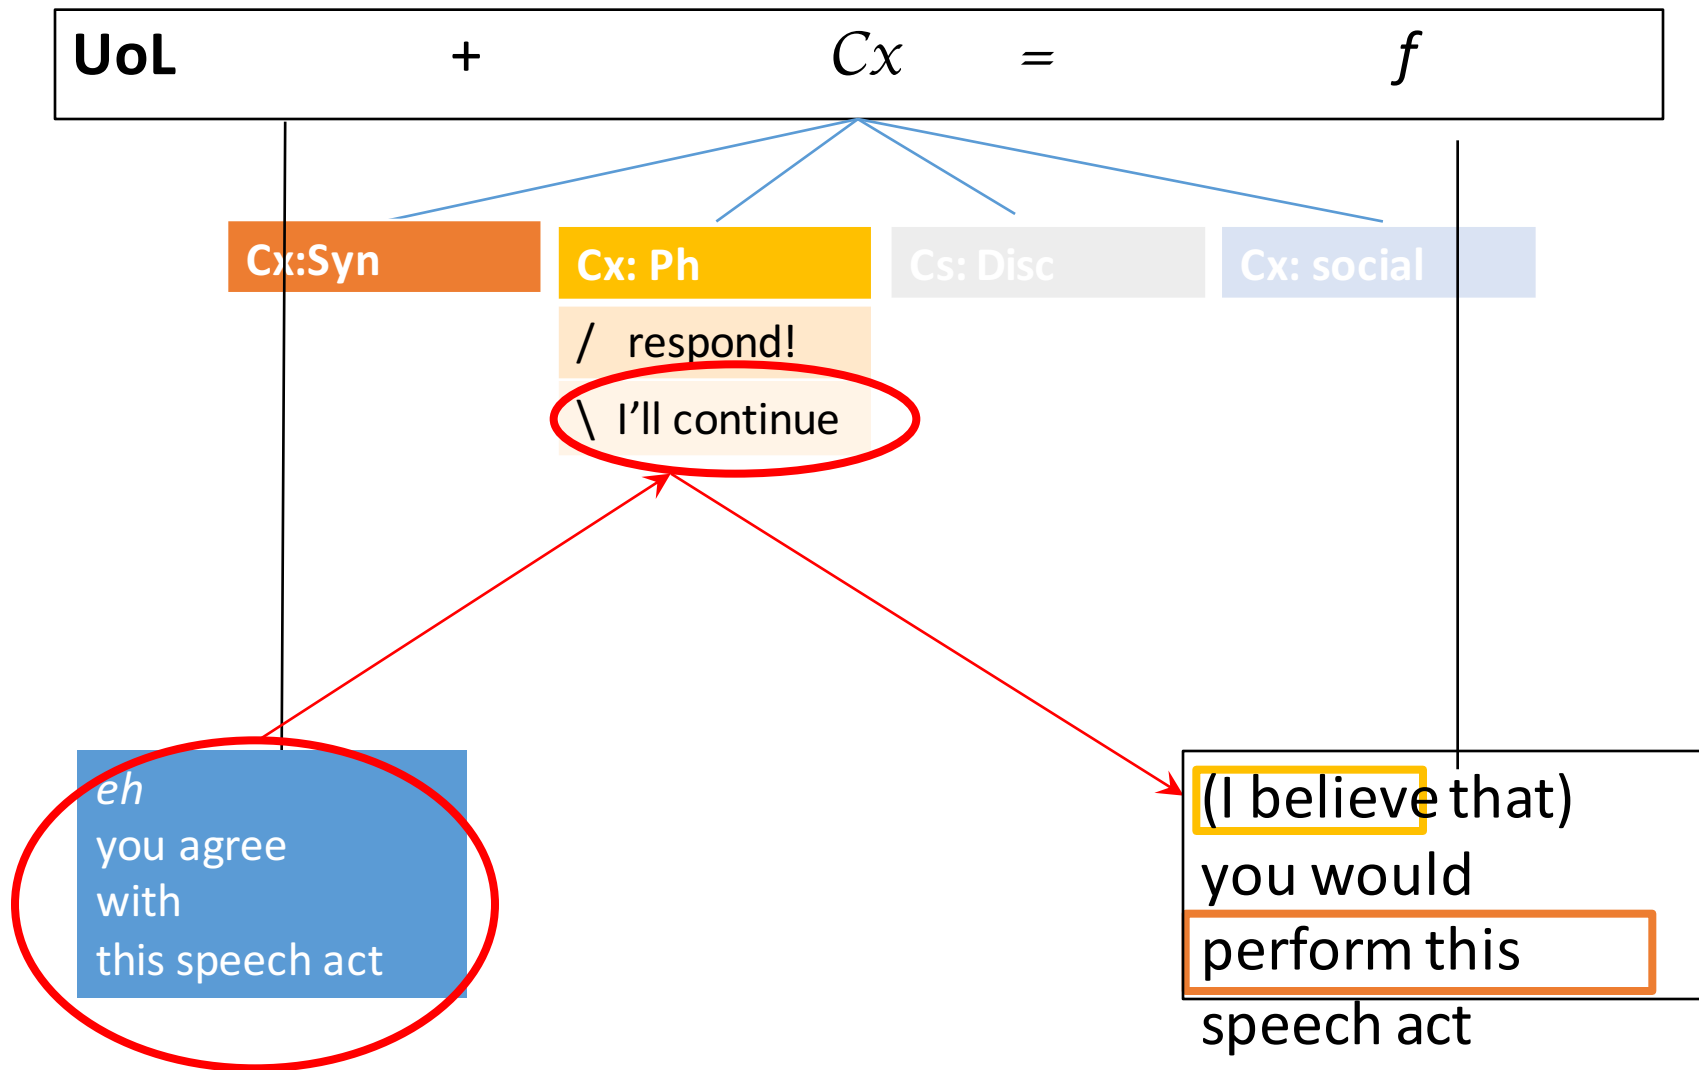 UoL + Cx = f
Cx:Syn
Cx: Ph
Cs: Disc
Cx: social
/ respond!
\ I’ll continue
eh
you agree
with
this speech act
(I believe that)
you would
perform this
speech act